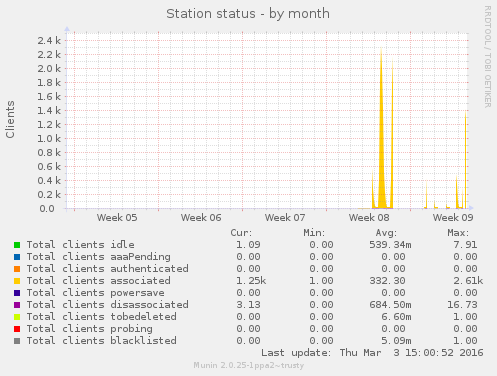 Station status - by month
RRDTOOL / TOBI OETIKER
Clients
2.4 k
2.2 k
2.0 k
1.8 k
1.6 k
1.4 k
1.2 k
1.0 k
0.8 k
0.6 k
0.4 k
0.2 k
0.0
Week 05 Week 06 Week 07 Week 08 Week 09
Cur: Min: Avg: Max:
Total clients idle 1.09 0.00 539.34m 7.91
Total clients aaaPending 0.00 0.00 0.00 0.00
Total clients authenticated 0.00 0.00 0.00 0.00
Total clients associated 1.25k 1.00 332.30 2.61k
Total clients powersave 0.00 0.00 0.00 0.00
Total clients disassociated 3.13 0.00 684.50m 16.73
Total clients tobedeleted 0.00 0.00 6.60m 1.00
Total clients probing 0.00 0.00 0.00 0.00
Total clients blacklisted 0.00 0.00 5.09m 1.00
Last update: Thu Mar 3 15:00:52 2016
Munin 2.0.25-1ppa2~trusty